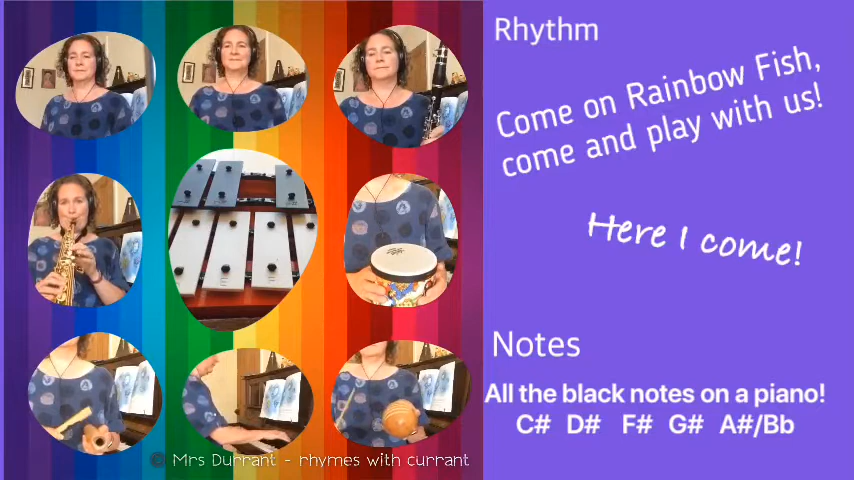 Rhythm
Come on Rainbow Fish,
come and play with us!
Here I come!
Notes
All the black notes on a piano!
C# D# F# G# A#/Bb
© Mrs Durrant - rhymes with currant